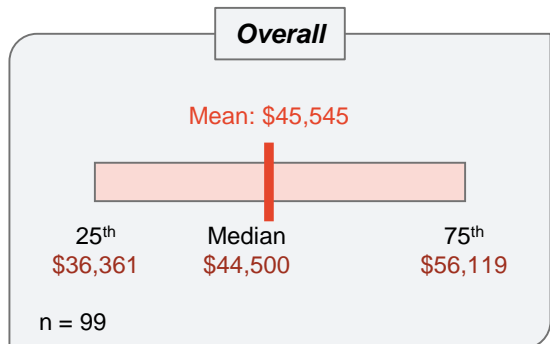 Overall
Mean: $45,545
25th Median 75th
$36,361 $44,500 $56,119
n = 99